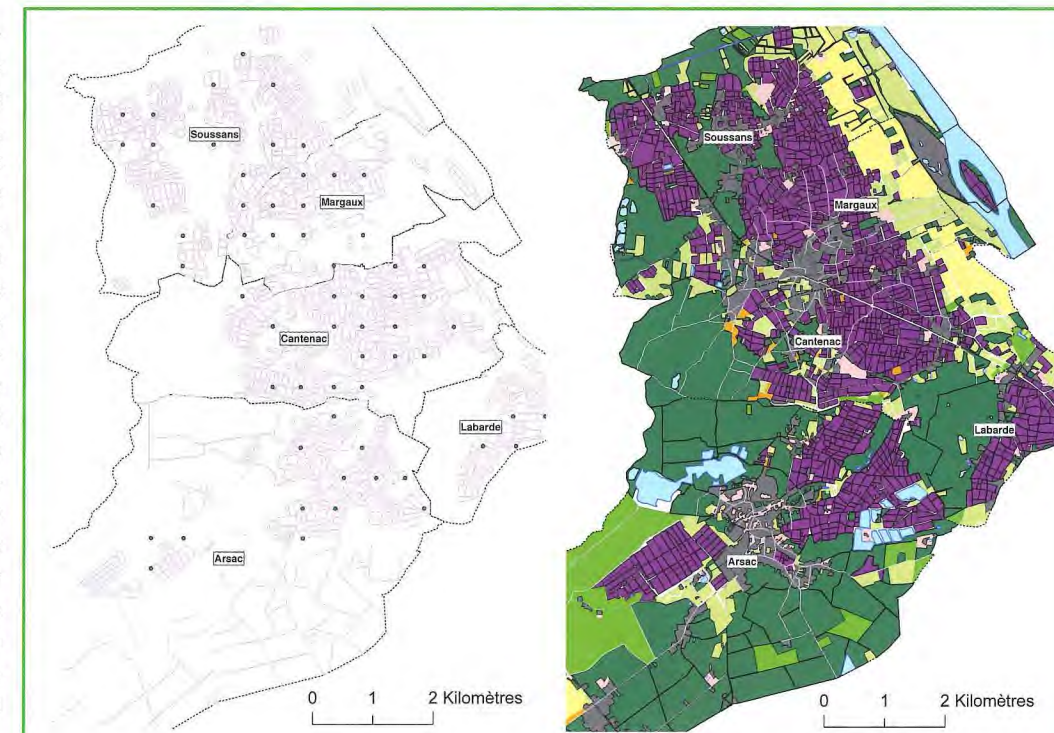 Soussans
Margaux
Cantenac
Labarde
Arsac
0 1 2 Kilomètres
Soussans
Margaux
Cantenac
Labarde
Arsac
0 1 2 Kilomètres